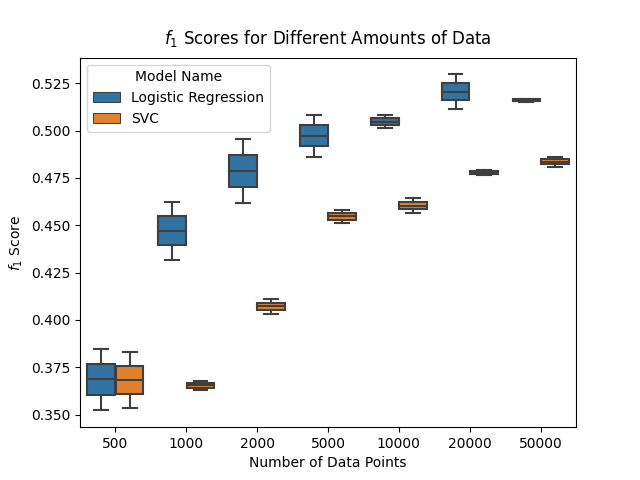 f1 Scores for Different Amounts of Data
Model Name
Logistic Regression
SVC
0.525
0.500
0.475
0.450
0.425
0.400
0.375
0.350
f1 Score
500 1000 2000 5000 10000 20000 50000
Number of Data Points